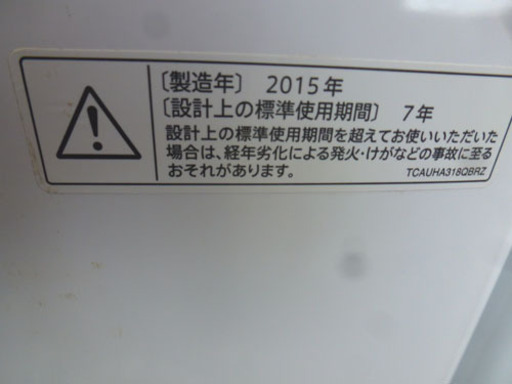 〔製造年〕 2015年
〔設計上の標準使用期間〕 7年
設計上の標準使用期間を超えてお使いいただいた
場合は、経年劣化による発火・けがなどの事故に至る
おそれがあります。
TCAUHA318QBRZ